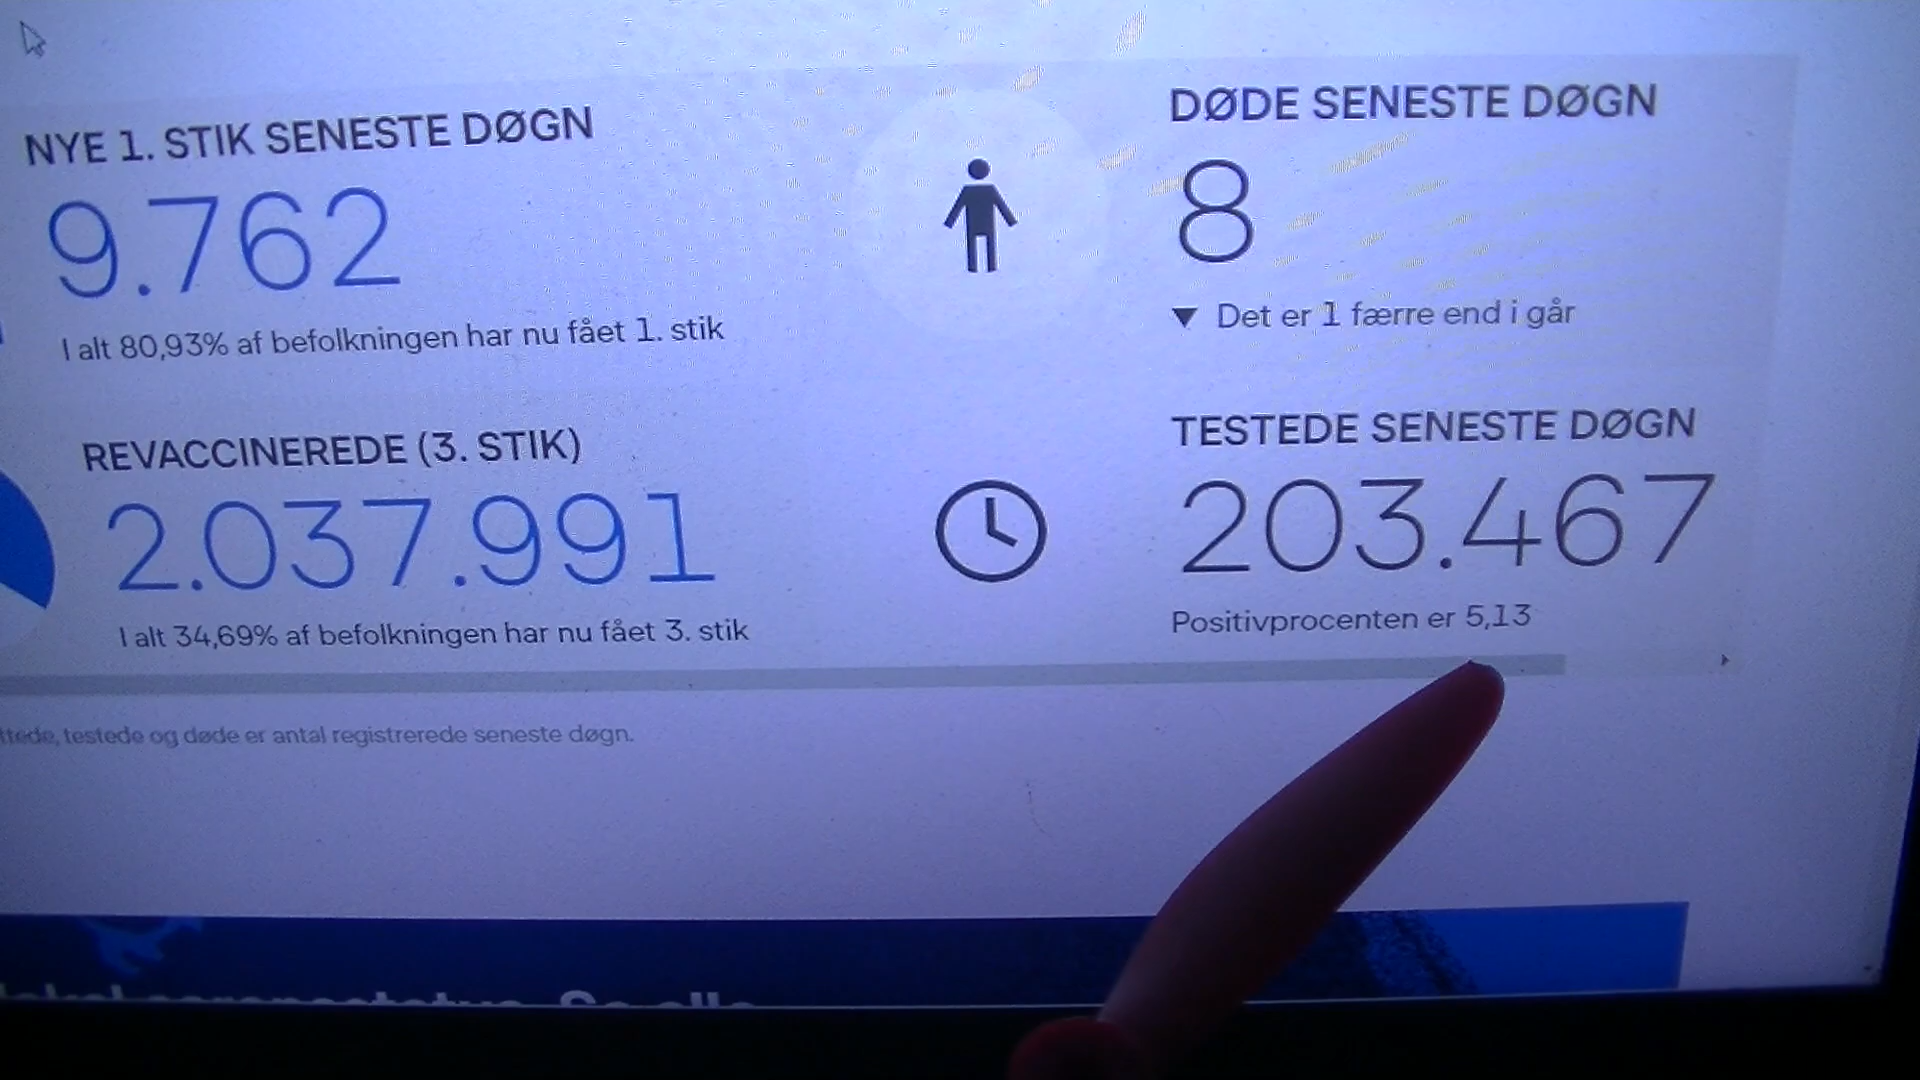 NYE 1. STIK SENESTE DØGN
9.762
I alt 80,93% af befolkningen har nu fået 1. stik
DØDE SENESTE DØGN
8
Det er 1 færre end i går
REVACCINEREDE (3. STIK)
2.037.991
I alt 34,69% af befolkningen har nu fået 3. stik
TESTEDE SENESTE DØGN
203.467
Positivprocenten er 5,13
testede og døde er antal registrerede seneste døgn.